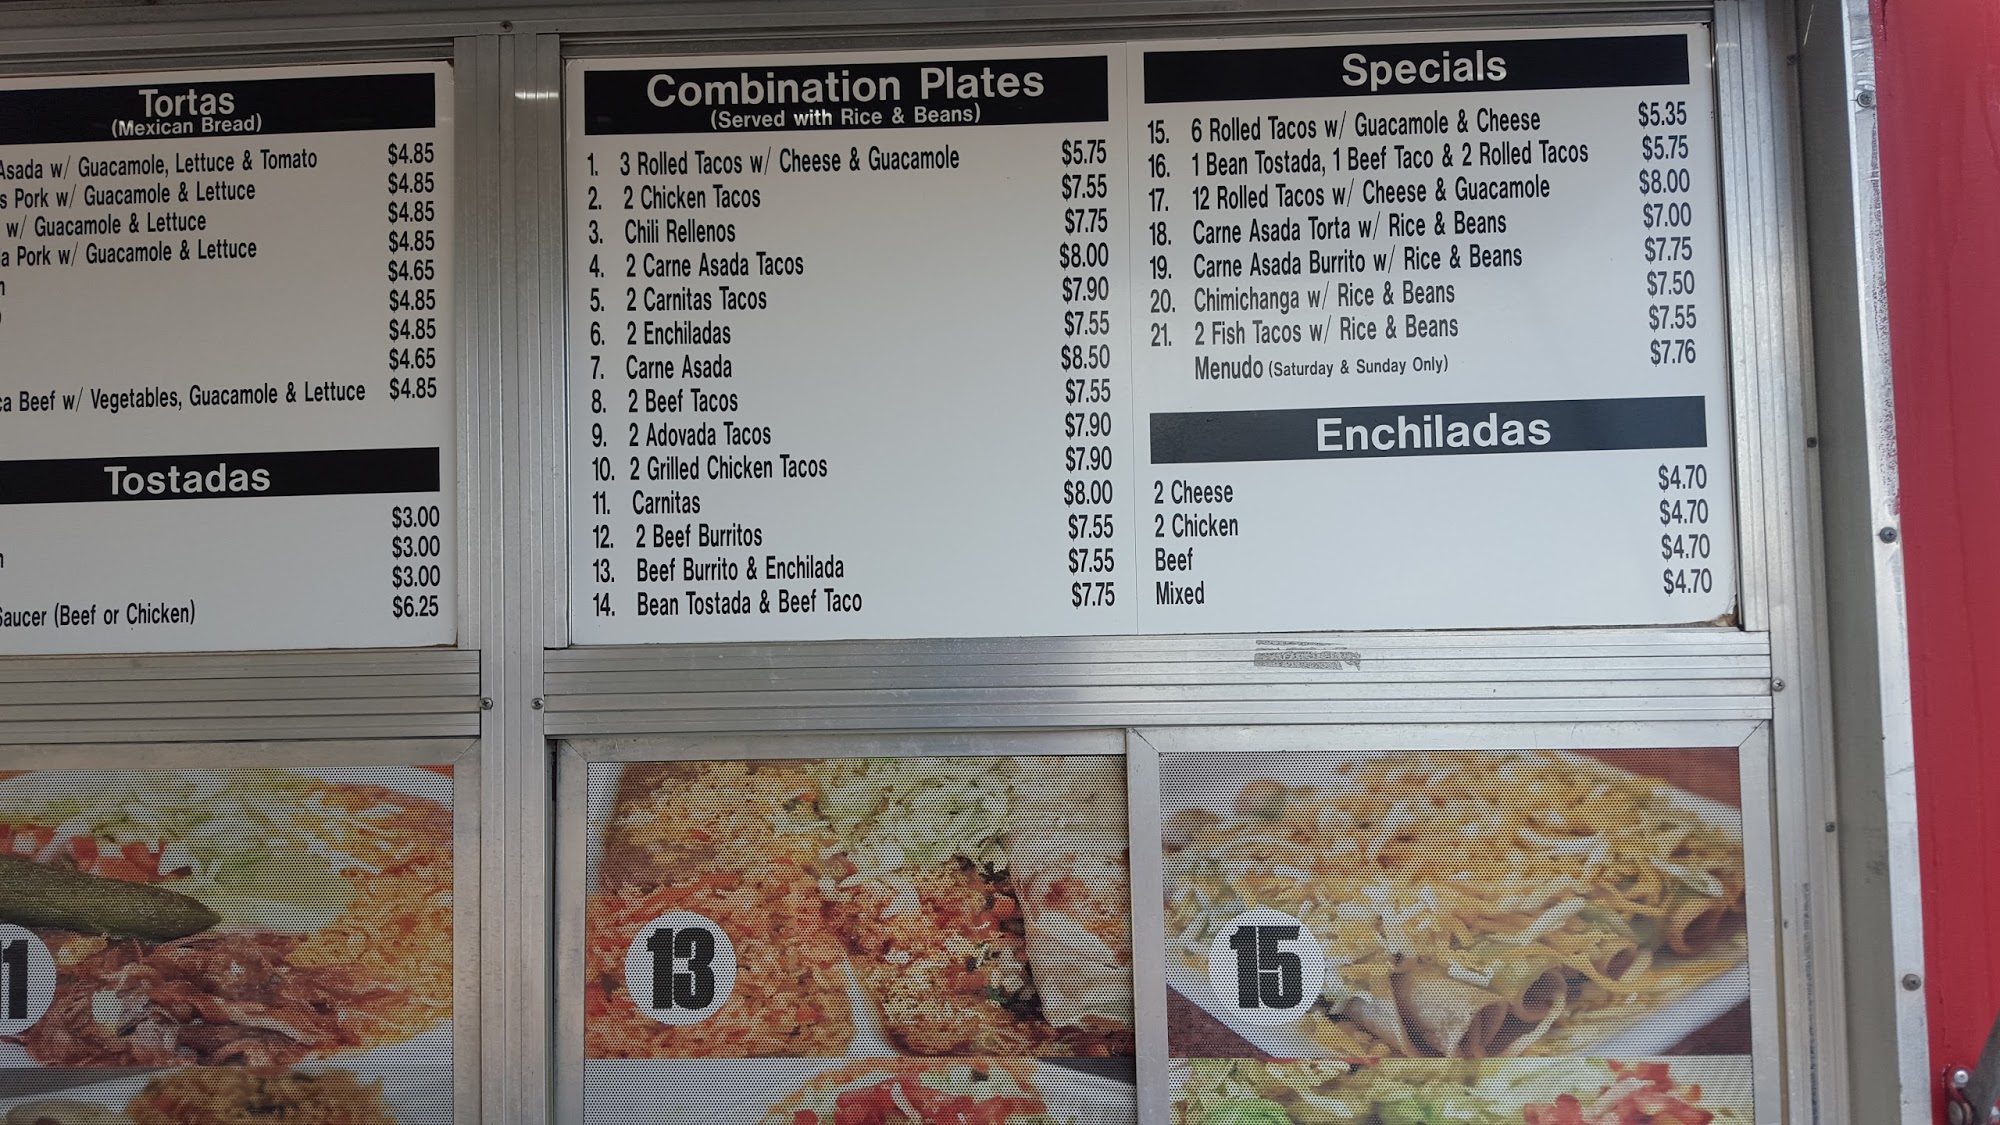 Tortas
(Mexican Bread)
Asada w/ Guacamole, Lettuce & Tomato $4.85
Pork w/ Guacamole & Lettuce $4.85
w/ Guacamole & Lettuce $4.85
Pork w/ Guacamole & Lettuce $4.85
$4.65
$4.85
$4.85
$4.65
Beef w/ Vegetables, Guacamole & Lettuce $4.85
Tostadas
$3.00
$3.00
$3.00
Saucer (Beef or Chicken) $6.25
Combination Plates
(Served with Rice & Beans)
1. 3 Rolled Tacos w/ Cheese & Guacamole $5.75
2. 2 Chicken Tacos $7.55
3. Chili Rellenos $7.75
4. 2 Carne Asada Tacos $8.00
5. 2 Carnitas Tacos $7.90
6. 2 Enchiladas $7.55
7. Carne Asada $8.50
8. 2 Beef Tacos $7.55
9. 2 Adovada Tacos $7.90
10. 2 Grilled Chicken Tacos $7.90
11. Carnitas $8.00
12. 2 Beef Burritos $7.55
13. Beef Burrito & Enchilada $7.55
14. Bean Tostada & Beef Taco $7.75
Specials
15. 6 Rolled Tacos w/ Guacamole & Cheese $5.35
16. 1 Bean Tostada, 1 Beef Taco & 2 Rolled Tacos $5.75
17. 12 Rolled Tacos w/ Cheese & Guacamole $8.00
18. Carne Asada Torta w/ Rice & Beans $7.00
19. Carne Asada Burrito w/ Rice & Beans $7.75
20. Chimichanga w/ Rice & Beans $7.50
21. 2 Fish Tacos w/ Rice & Beans $7.55
Menudo (Saturday & Sunday Only) $7.76
Enchiladas
2 Cheese $4.70
2 Chicken $4.70
Beef $4.70
Mixed $4.70
13
15